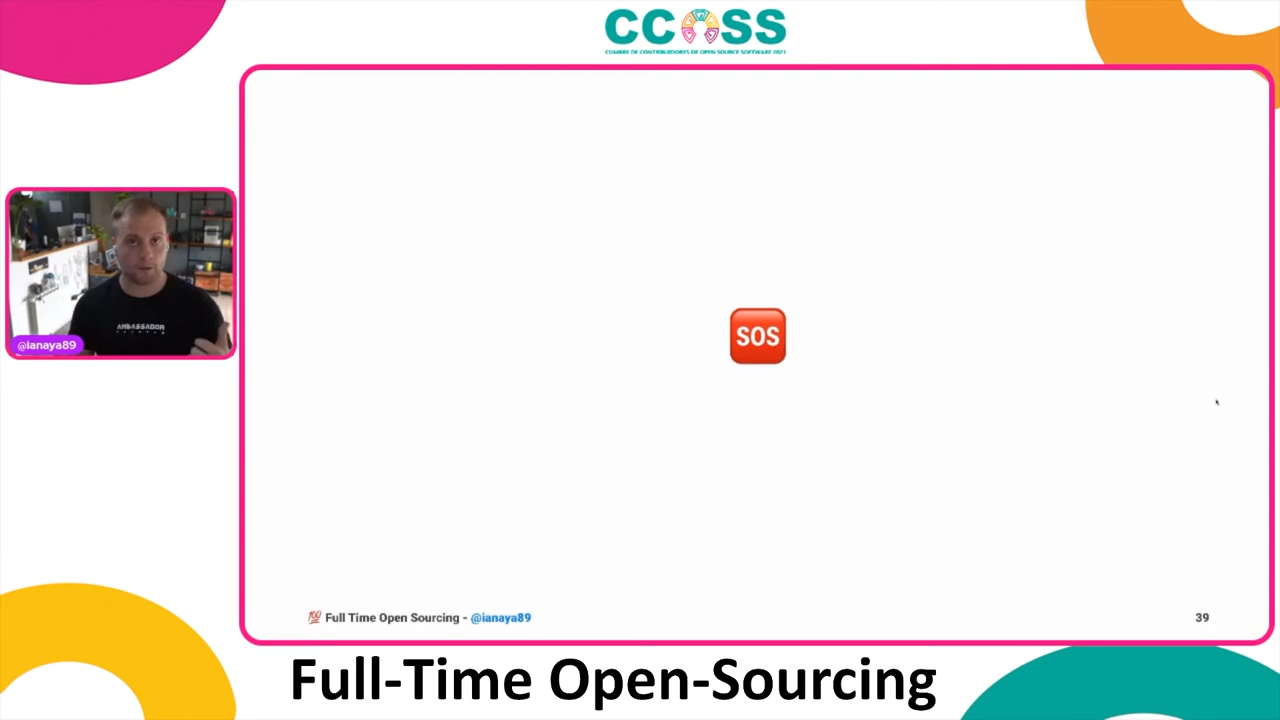 CCOSS
CUMBRE DE CONTRIBUIDORES DE OPEN SOURCE SOFTWARE 2021
AMBASSADOR
@ianaya89
SOS
💯 Full Time Open Sourcing - @ianaya89
39
Full-Time Open-Sourcing